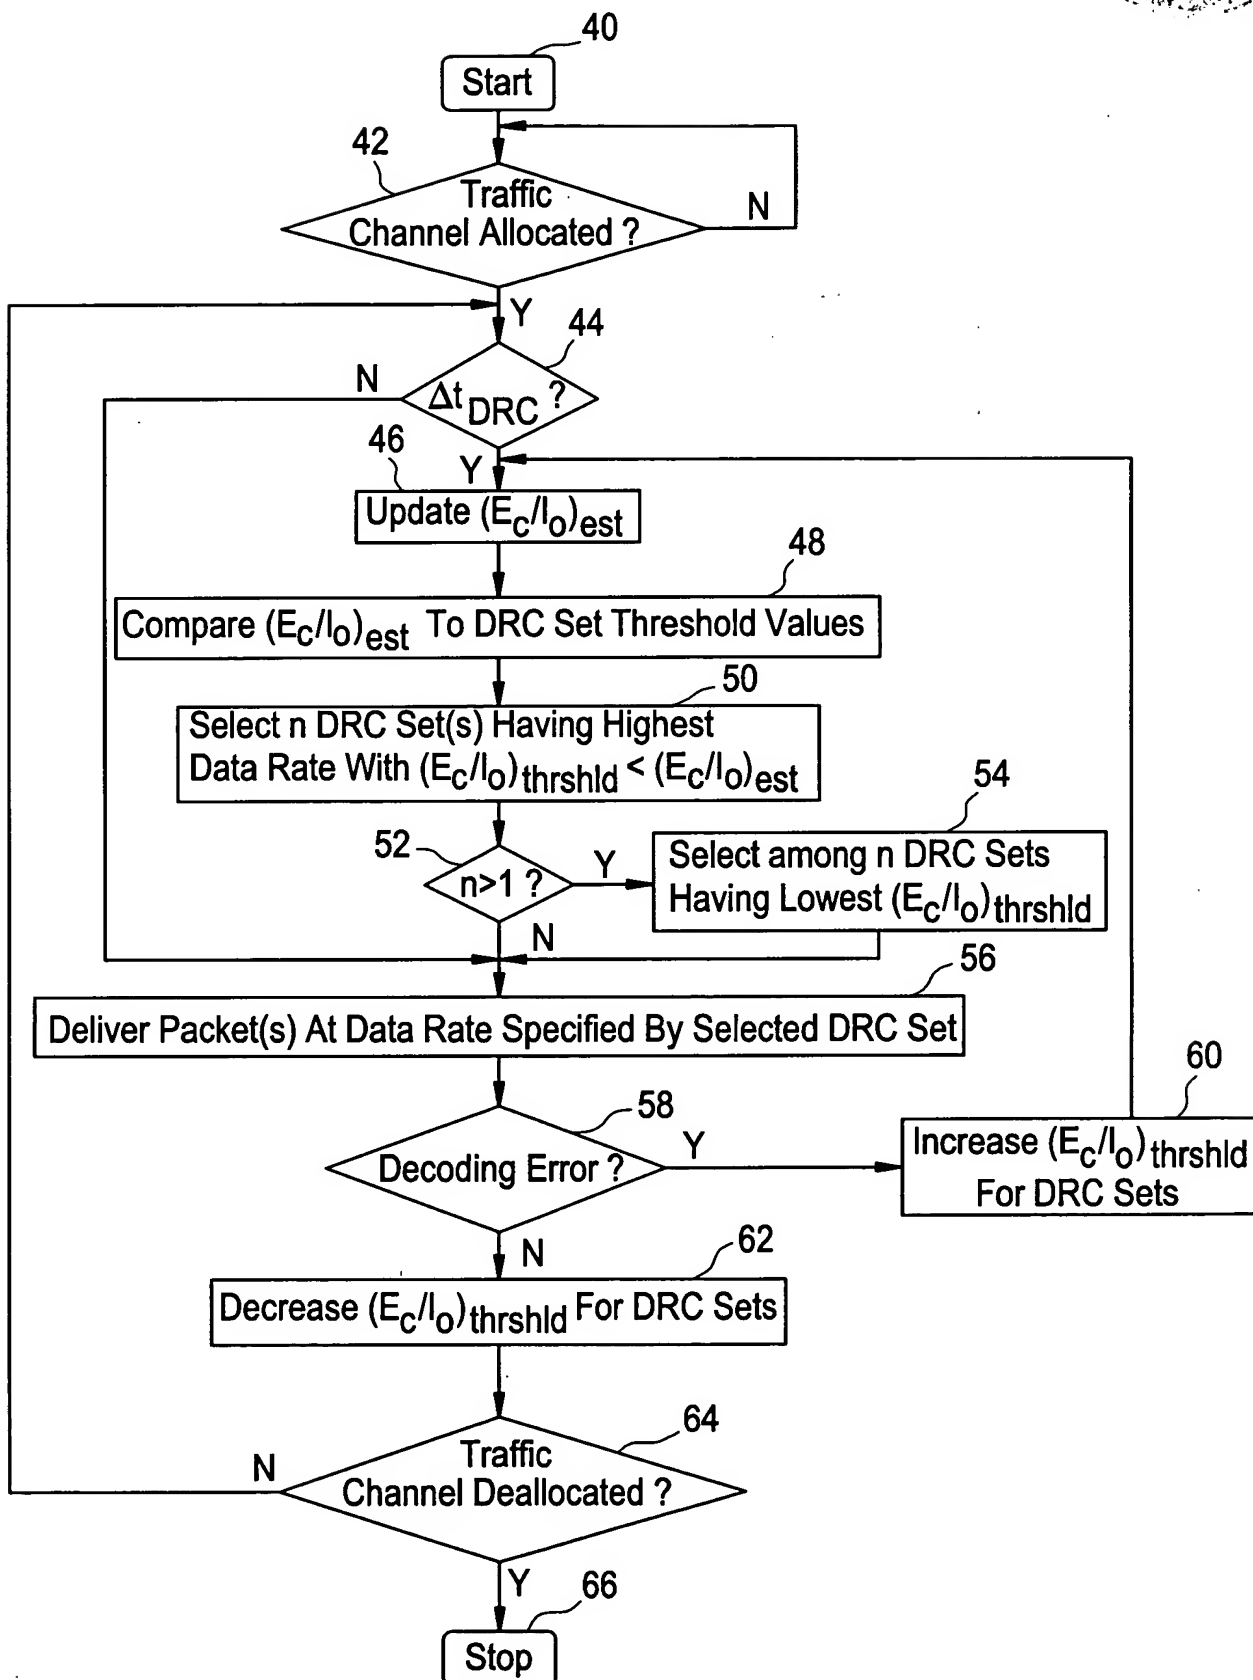 40
Start
42
Traffic
Channel Allocated ?
N
Y
44
N
Δt DRC ?
46
Y
Update (Ec/Io)est
48
Compare (Ec/Io)est To DRC Set Threshold Values
50
Select n DRC Set(s) Having Highest
Data Rate With (Ec/Io)thrshld < (Ec/Io)est
54
52
n>1 ?
Y
Select among n DRC Sets
Having Lowest (Ec/Io)thrshld
N
56
Deliver Packet(s) At Data Rate Specified By Selected DRC Set
58
Decoding Error ?
Y
60
Increase (Ec/Io)thrshld
For DRC Sets
N
62
Decrease (Ec/Io)thrshld For DRC Sets
64
Traffic
Channel Deallocated ?
N
Y
66
Stop